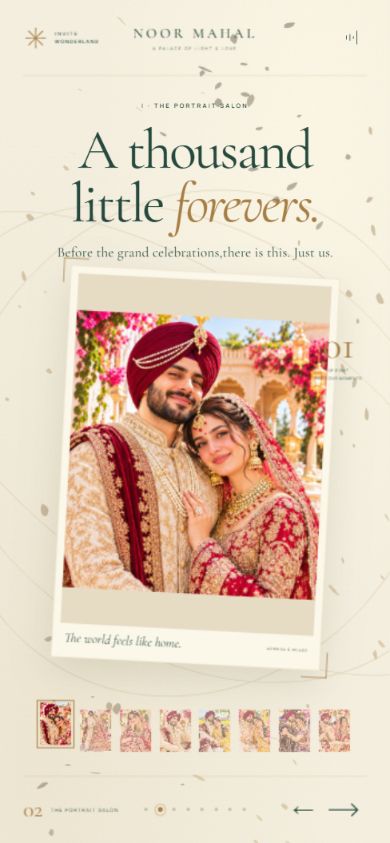 INVITE
WONDERLAND
NOOR MAHAL
A PALACE OF LIGHT & LOVE
I · THE PORTRAIT SALON
A thousand
little forevers.
Before the grand celebrations,there is this. Just us.
01
The world feels like home.
02
THE PORTRAIT SALON